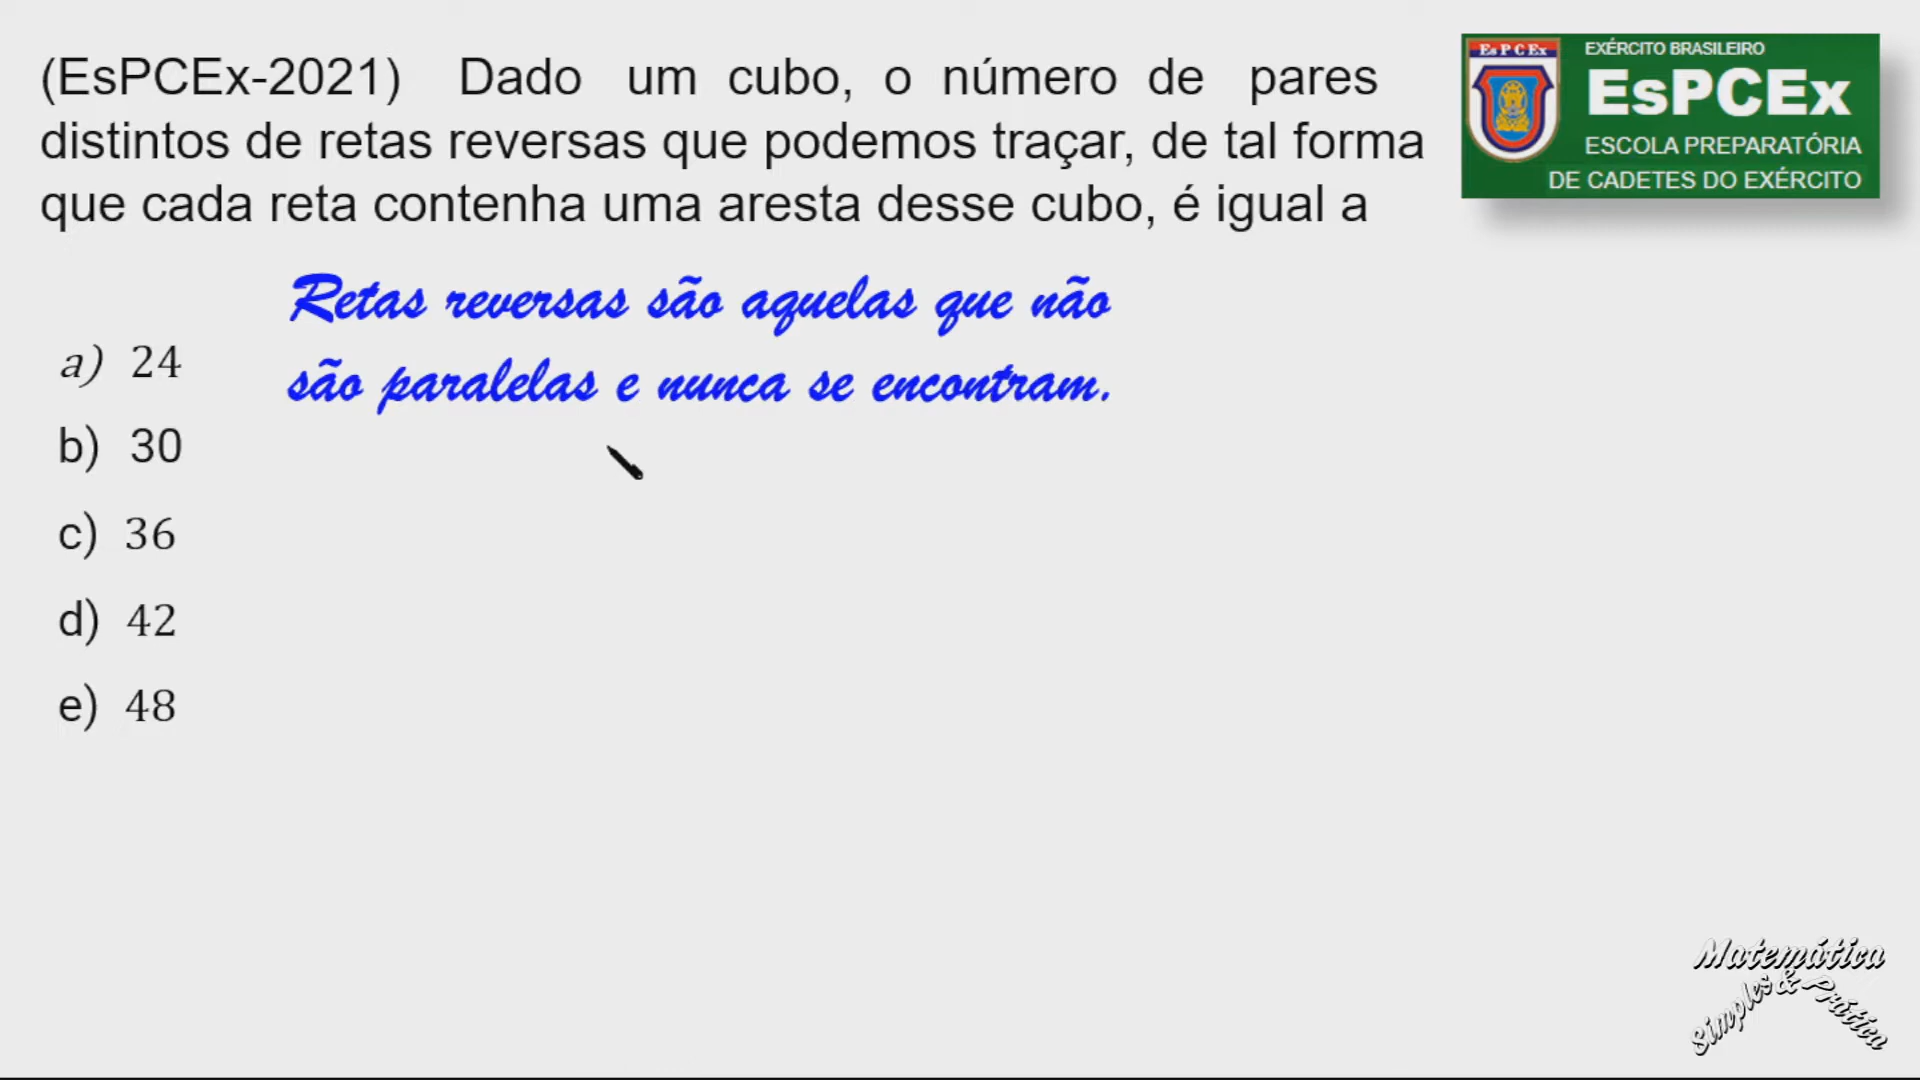 (EsPCEx-2021) Dado um cubo, o número de pares
distintos de retas reversas que podemos traçar, de tal forma
que cada reta contenha uma aresta desse cubo, é igual a
EsPCEx
EXÉRCITO BRASILEIRO
EsPCEx
ESCOLA PREPARATÓRIA
DE CADETES DO EXÉRCITO
Retas reversas são aquelas que não
são paralelas e nunca se encontram.
a) 24
b) 30
c) 36
d) 42
e) 48
Matemática
Simples & Prática